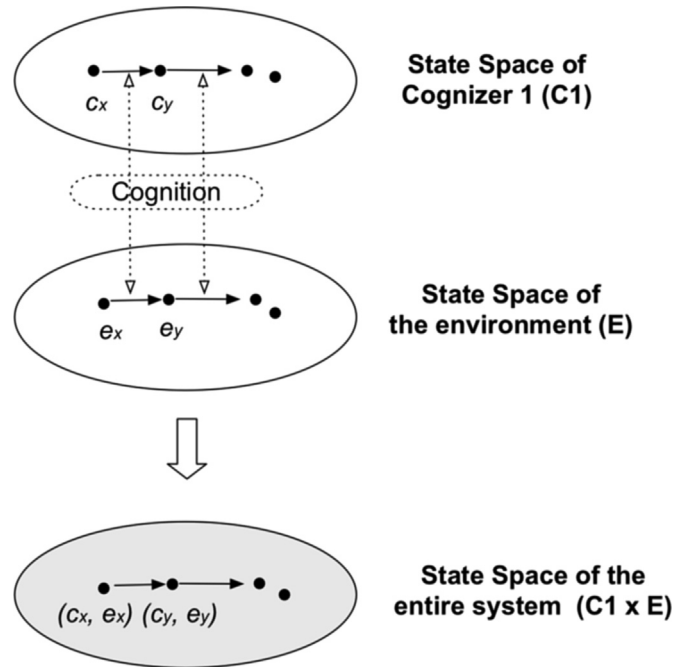 State Space of
Cognizer 1 (C1)
cx cy
Cognition
State Space of
the environment (E)
ex ey
State Space of the
entire system (C1 x E)
(cx, ex) (cy, ey)